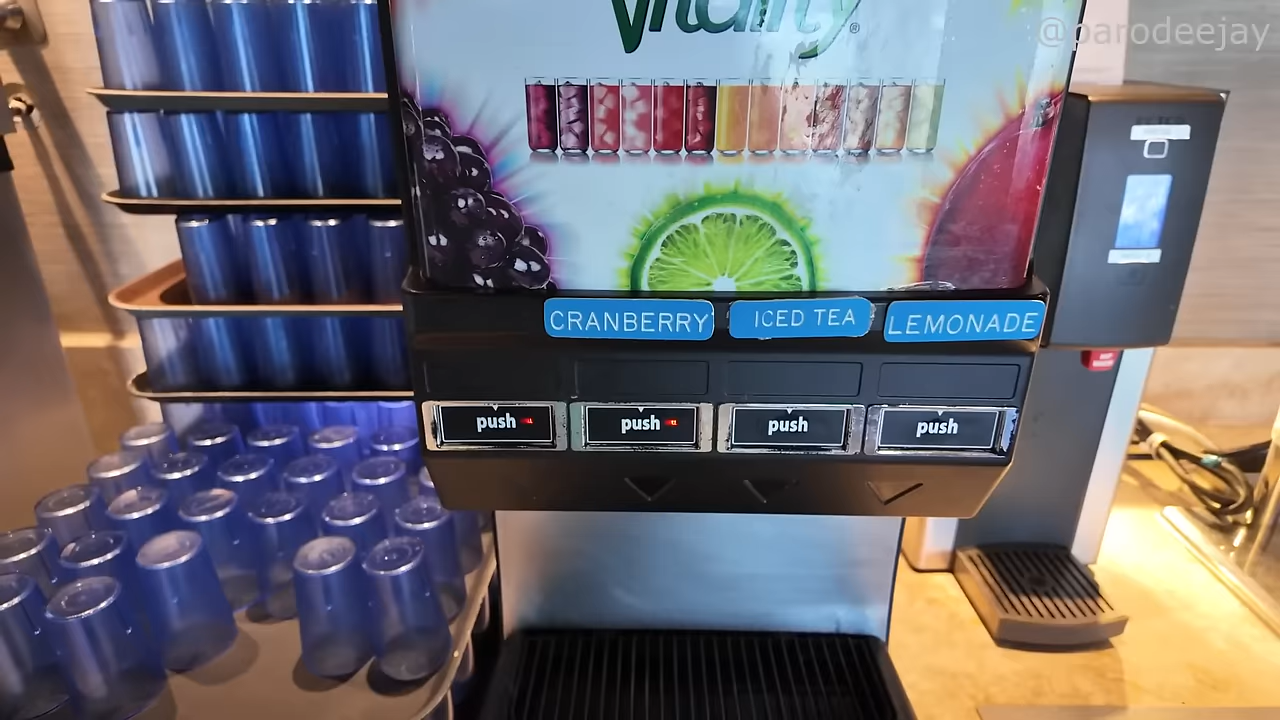 vitality®
@parodeejay
CRANBERRY
ICED TEA
LEMONADE
push
push
push
push